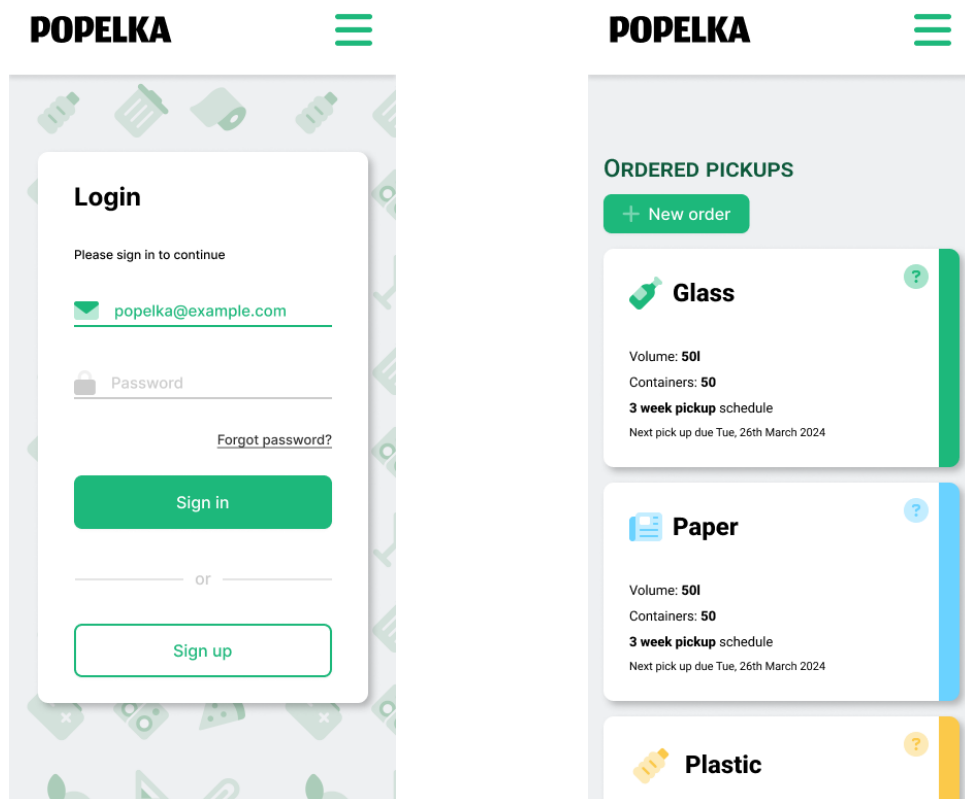 POPELKA
Login
Please sign in to continue
popelka@example.com
Password
Forgot password?
Sign in
or
Sign up
POPELKA
ORDERED PICKUPS
+ New order
Glass
?
Volume: 50l
Containers: 50
3 week pickup schedule
Next pick up due Tue, 26th March 2024
Paper
?
Volume: 50l
Containers: 50
3 week pickup schedule
Next pick up due Tue, 26th March 2024
Plastic
?